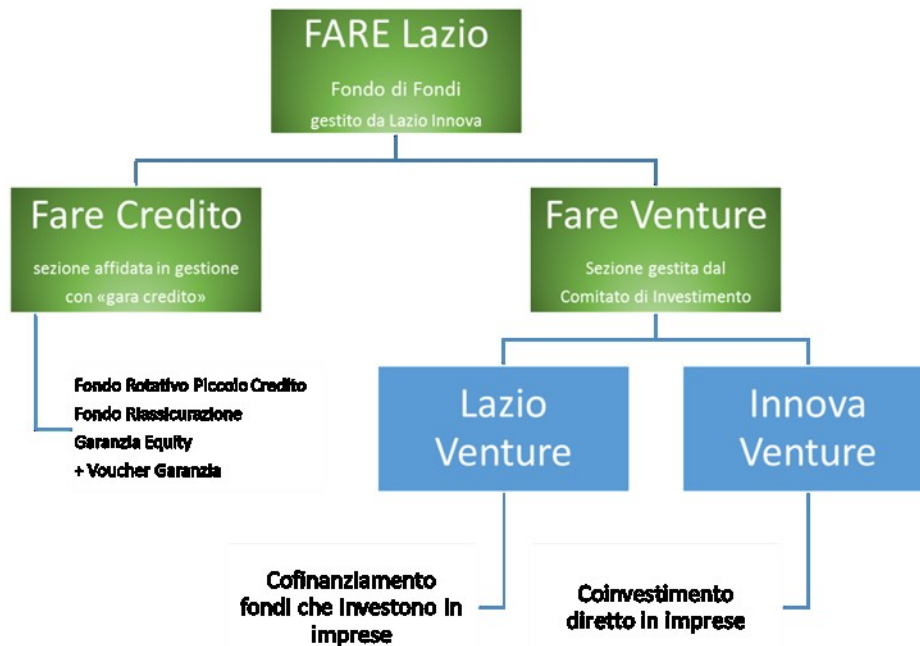 FARE Lazio
Fondo di Fondi
gestito da Lazio Innova
Fare Credito
sezione affidata in gestione
con «gara credito»
Fare Venture
Sezione gestita dal
Comitato di Investimento
Fondo Rotativo Piccolo Credito
Fondo Riassicurazione
Garanzia Equity
+ Voucher Garanzia
Lazio
Venture
Innova
Venture
Cofinanziamento
fondi che investono in
imprese
Coinvestimento
diretto in imprese